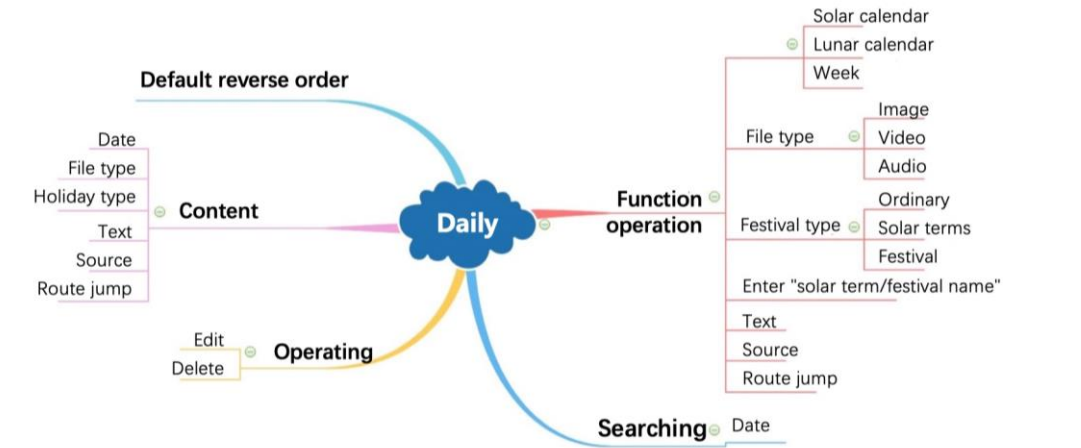 Default reverse order
Date
File type
Holiday type
Text
Source
Route jump
Content
Edit
Delete
Operating
Daily
Function
operation
Solar calendar
Lunar calendar
Week
File type
Image
Video
Audio
Festival type
Ordinary
Solar terms
Festival
Enter "solar term/festival name"
Text
Source
Route jump
Searching
Date